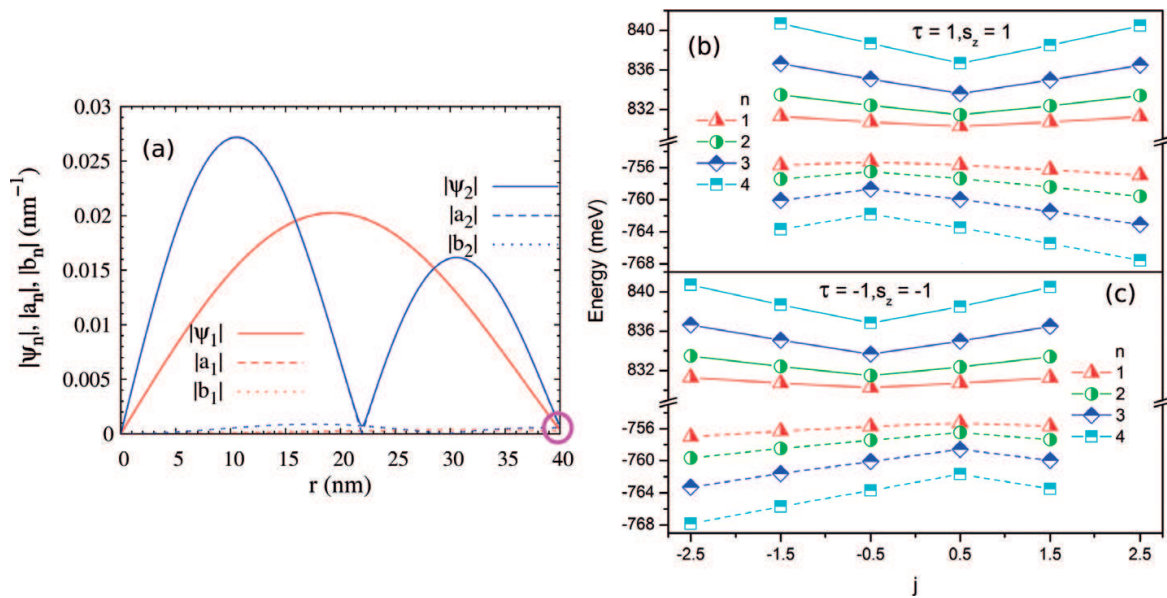 (a)
|ψn|, |an|, |bn| (nm⁻¹)
0.03
0.025
0.02
0.015
0.01
0.005
0
|ψ2|
|a2|
|b2|
|ψ1|
|a1|
|b1|
0 5 10 15 20 25 30 35 40
r (nm)
(b)
τ = 1,sz = 1
Energy (meV)
840
836
832
-756
-760
-764
-768
n
1
2
3
4
(c)
τ = -1,sz = -1
840
836
832
-756
-760
-764
-768
n
1
2
3
4
-2.5 -1.5 -0.5 0.5 1.5 2.5
j